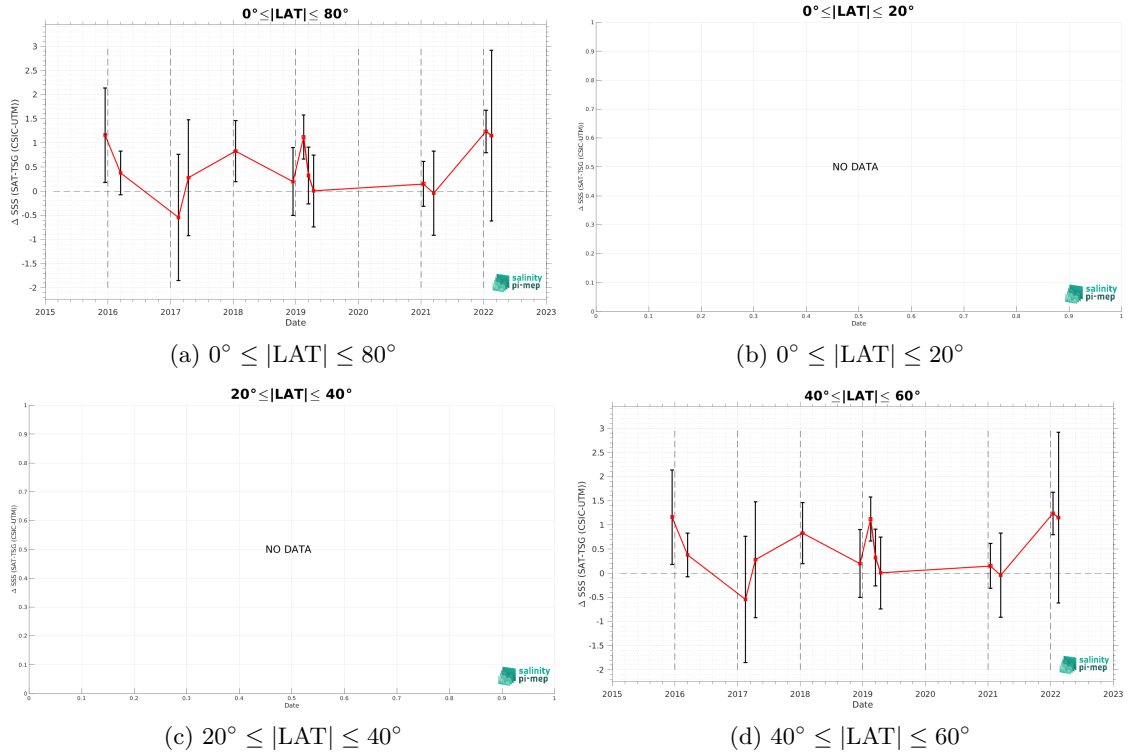 0°≤|LAT|≤ 80°
Δ SSS (SAT-TSG (CSIC-UTM))
3
2.5
2
1.5
1
0.5
0
-0.5
-1
-1.5
-2
2015 2016 2017 2018 2019 2020 2021 2022 2023
Date
salinity
pi-mep
(a) 0° ≤ |LAT| ≤ 80°
0°≤|LAT|≤ 20°
Δ SSS (SAT-TSG (CSIC-UTM))
1
0.9
0.8
0.7
0.6
0.5
0.4
0.3
0.2
0.1
0
NO DATA
0 0.1 0.2 0.3 0.4 0.5 0.6 0.7 0.8 0.9 1
Date
salinity
pi-mep
(b) 0° ≤ |LAT| ≤ 20°
20°≤|LAT|≤ 40°
Δ SSS (SAT-TSG (CSIC-UTM))
1
0.9
0.8
0.7
0.6
0.5
0.4
0.3
0.2
0.1
0
NO DATA
0 0.1 0.2 0.3 0.4 0.5 0.6 0.7 0.8 0.9 1
Date
salinity
pi-mep
(c) 20° ≤ |LAT| ≤ 40°
40°≤|LAT|≤ 60°
Δ SSS (SAT-TSG (CSIC-UTM))
3
2.5
2
1.5
1
0.5
0
-0.5
-1
-1.5
-2
2015 2016 2017 2018 2019 2020 2021 2022 2023
Date
salinity
pi-mep
(d) 40° ≤ |LAT| ≤ 60°